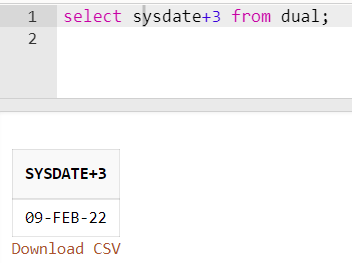 1 select sysdate+3 from dual;
2
SYSDATE+3
09-FEB-22
Download CSV